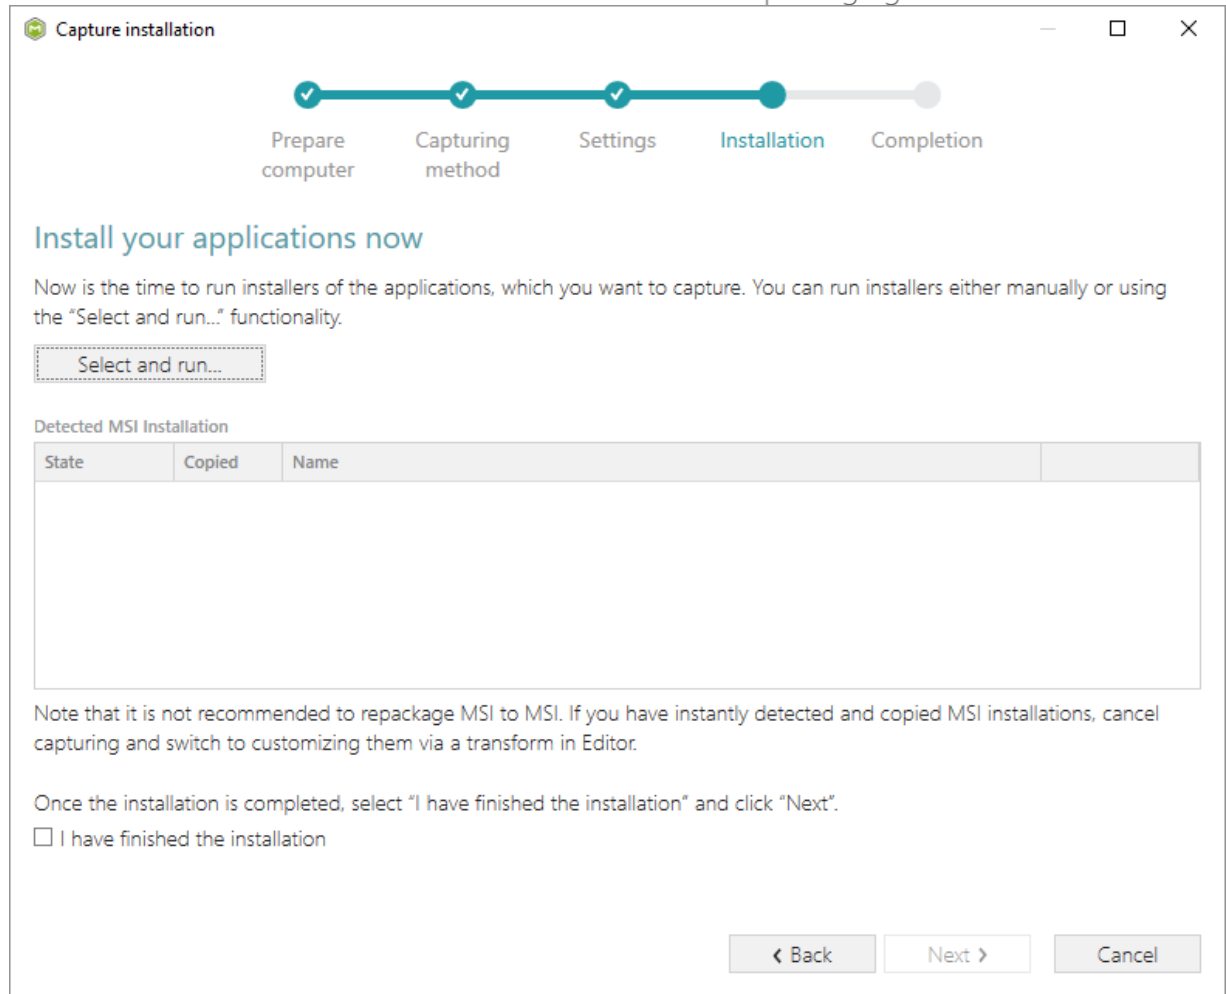 Capture installation
Prepare computer
Capturing method
Settings
Installation
Completion
Install your applications now
Now is the time to run installers of the applications, which you want to capture. You can run installers either manually or using
the “Select and run...” functionality.
Select and run...
Detected MSI Installation
State Copied Name
Note that it is not recommended to repackage MSI to MSI. If you have instantly detected and copied MSI installations, cancel
capturing and switch to customizing them via a transform in Editor.
Once the installation is completed, select “I have finished the installation” and click “Next”.
I have finished the installation
Back Next Cancel